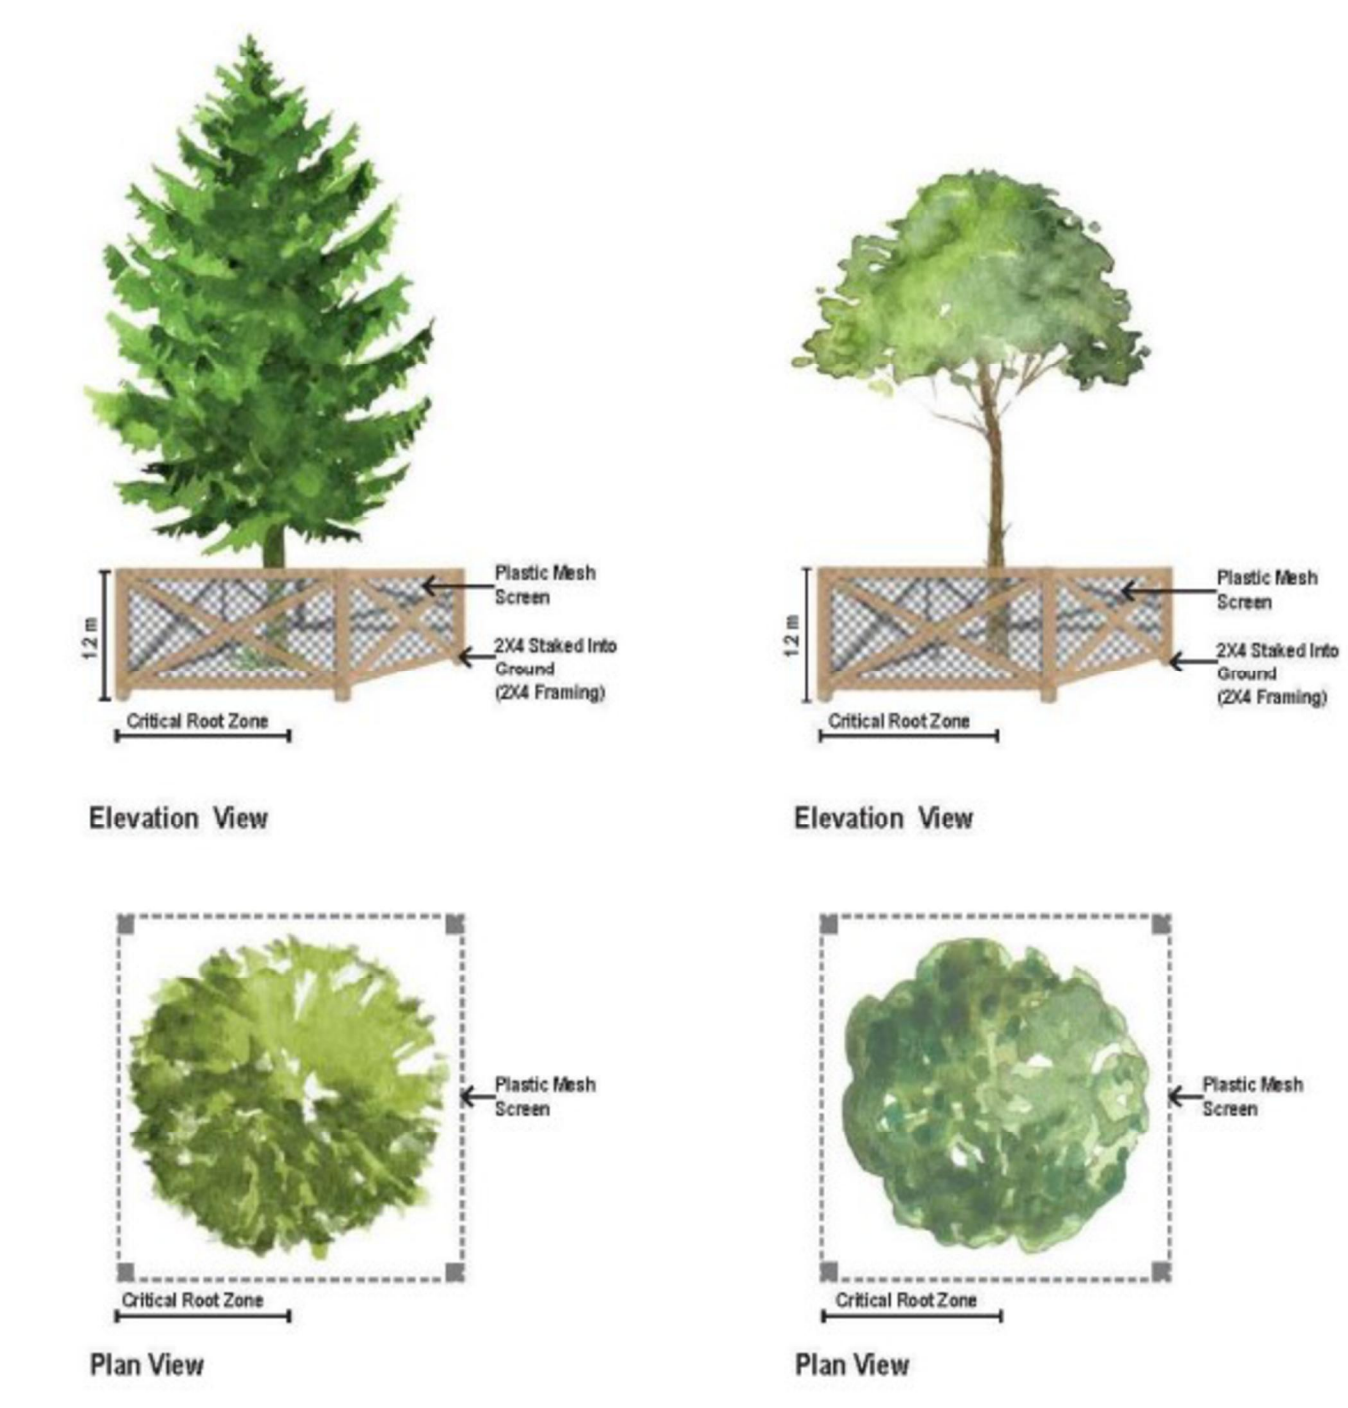 Plastic Mesh
Screen
1.2 m
2X4 Staked Into
Ground
(2X4 Framing)
Critical Root Zone
Elevation View
Plastic Mesh
Screen
1.2 m
2X4 Staked Into
Ground
(2X4 Framing)
Critical Root Zone
Elevation View
Plastic Mesh
Screen
Critical Root Zone
Plan View
Plastic Mesh
Screen
Critical Root Zone
Plan View